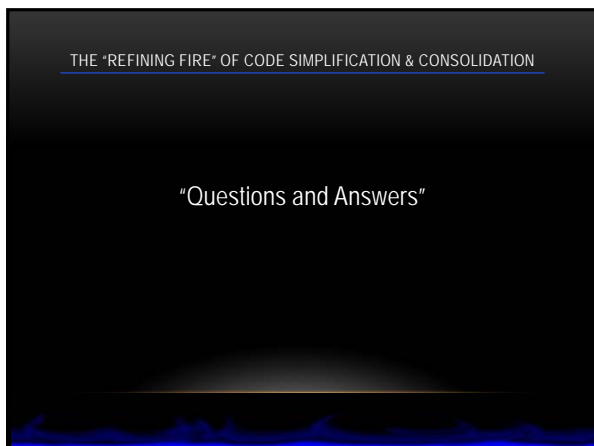 THE “REFINING FIRE” OF CODE SIMPLIFICATION & CONSOLIDATION
“Questions and Answers”